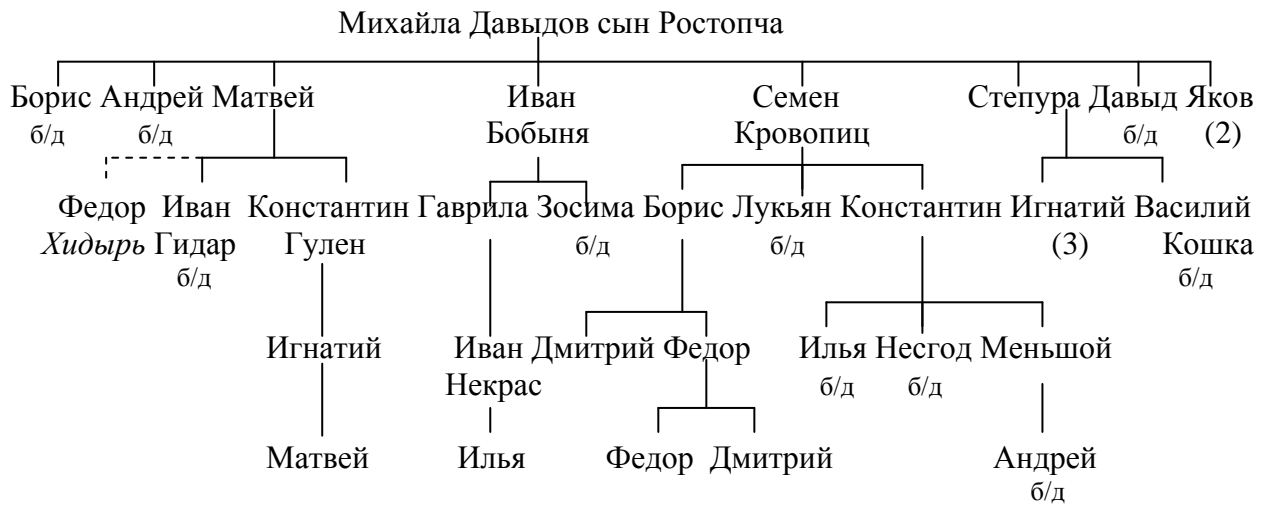 Михайла Давыдов сын Ростопча
Борис Андрей Матвей Иван Семен Степура Давыд Яков
б/д б/д Бобыня Кровопиц б/д (2)
Федор Иван Константин Гаврила Зосима Борис Лукьян Константин Игнатий Василий
Хидырь Гидар Гулен б/д б/д (3) Кошка
б/д б/д
Игнатий Иван Дмитрий Федор Илья Несгод Меньшой
Некрас б/д б/д
Матвей Илья Федор Дмитрий Андрей
б/д